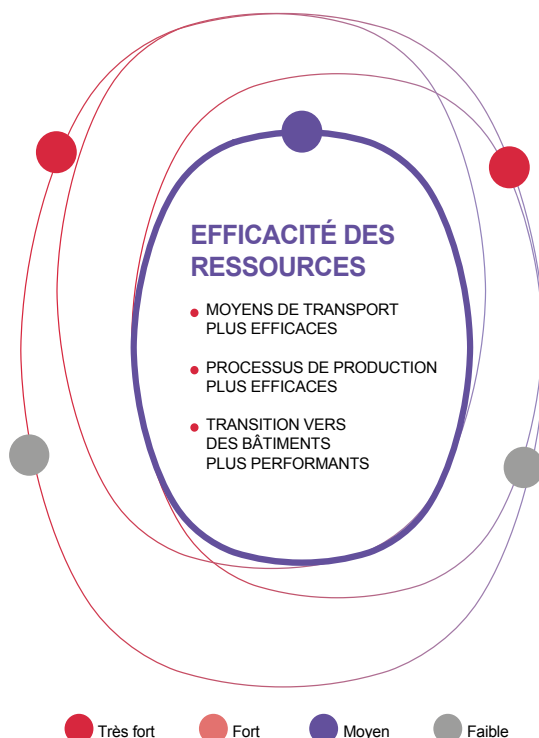 EFFICACITÉ DES
RESSOURCES
MOYENS DE TRANSPORT
PLUS EFFICACES
PROCESSUS DE PRODUCTION
PLUS EFFICACES
TRANSITION VERS
DES BÂTIMENTS
PLUS PERFORMANTS
Très fort Fort Moyen Faible